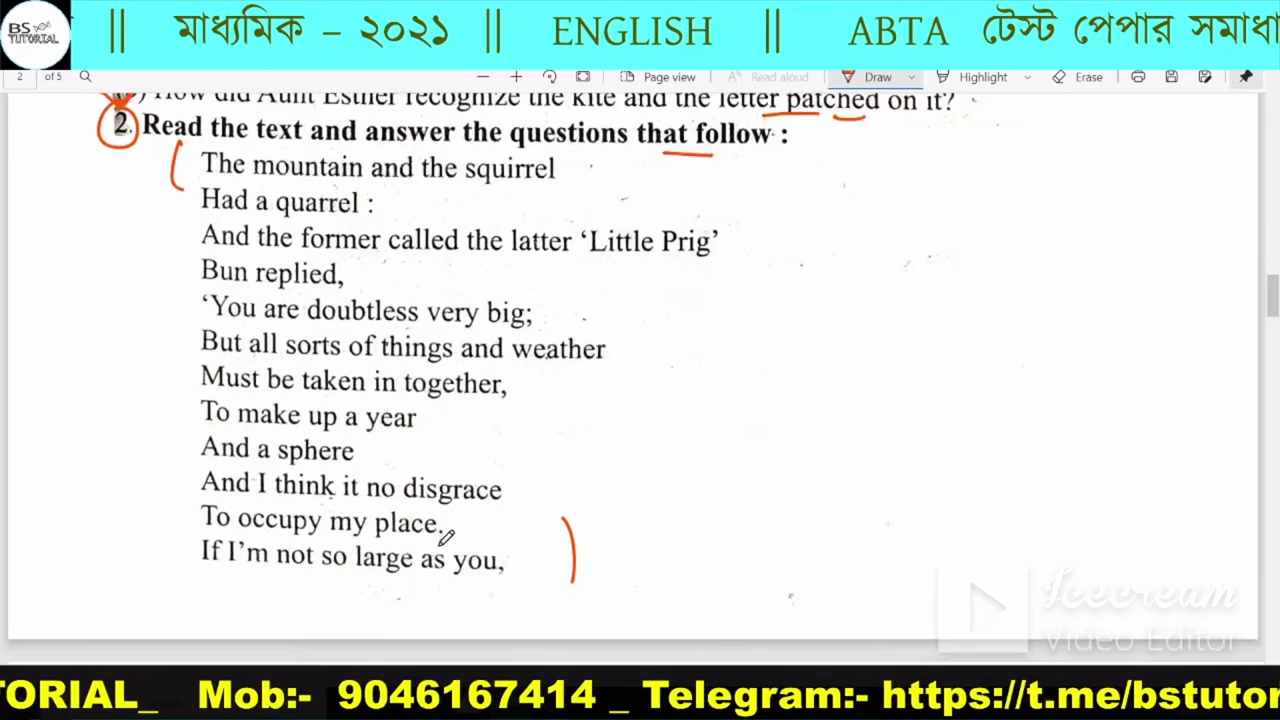 BS
TUTORIAL
|| মাধ্যমিক – ২০২১ || ENGLISH || ABTA টেস্ট পেপার সমাধা
2 of 5 Page view Read aloud Draw Highlight Erase
How did Aunt Esther recognize the kite and the letter patched on it?
2. Read the text and answer the questions that follow :
The mountain and the squirrel
Had a quarrel :
And the former called the latter ‘Little Prig’
Bun replied,
‘You are doubtless very big;
But all sorts of things and weather
Must be taken in together,
To make up a year
And a sphere
And I think it no disgrace
To occupy my place.
If I’m not so large as you,
Icecream
Video Editor
TORIAL_ Mob:- 9046167414 _ Telegram:- https://t.me/bstutor